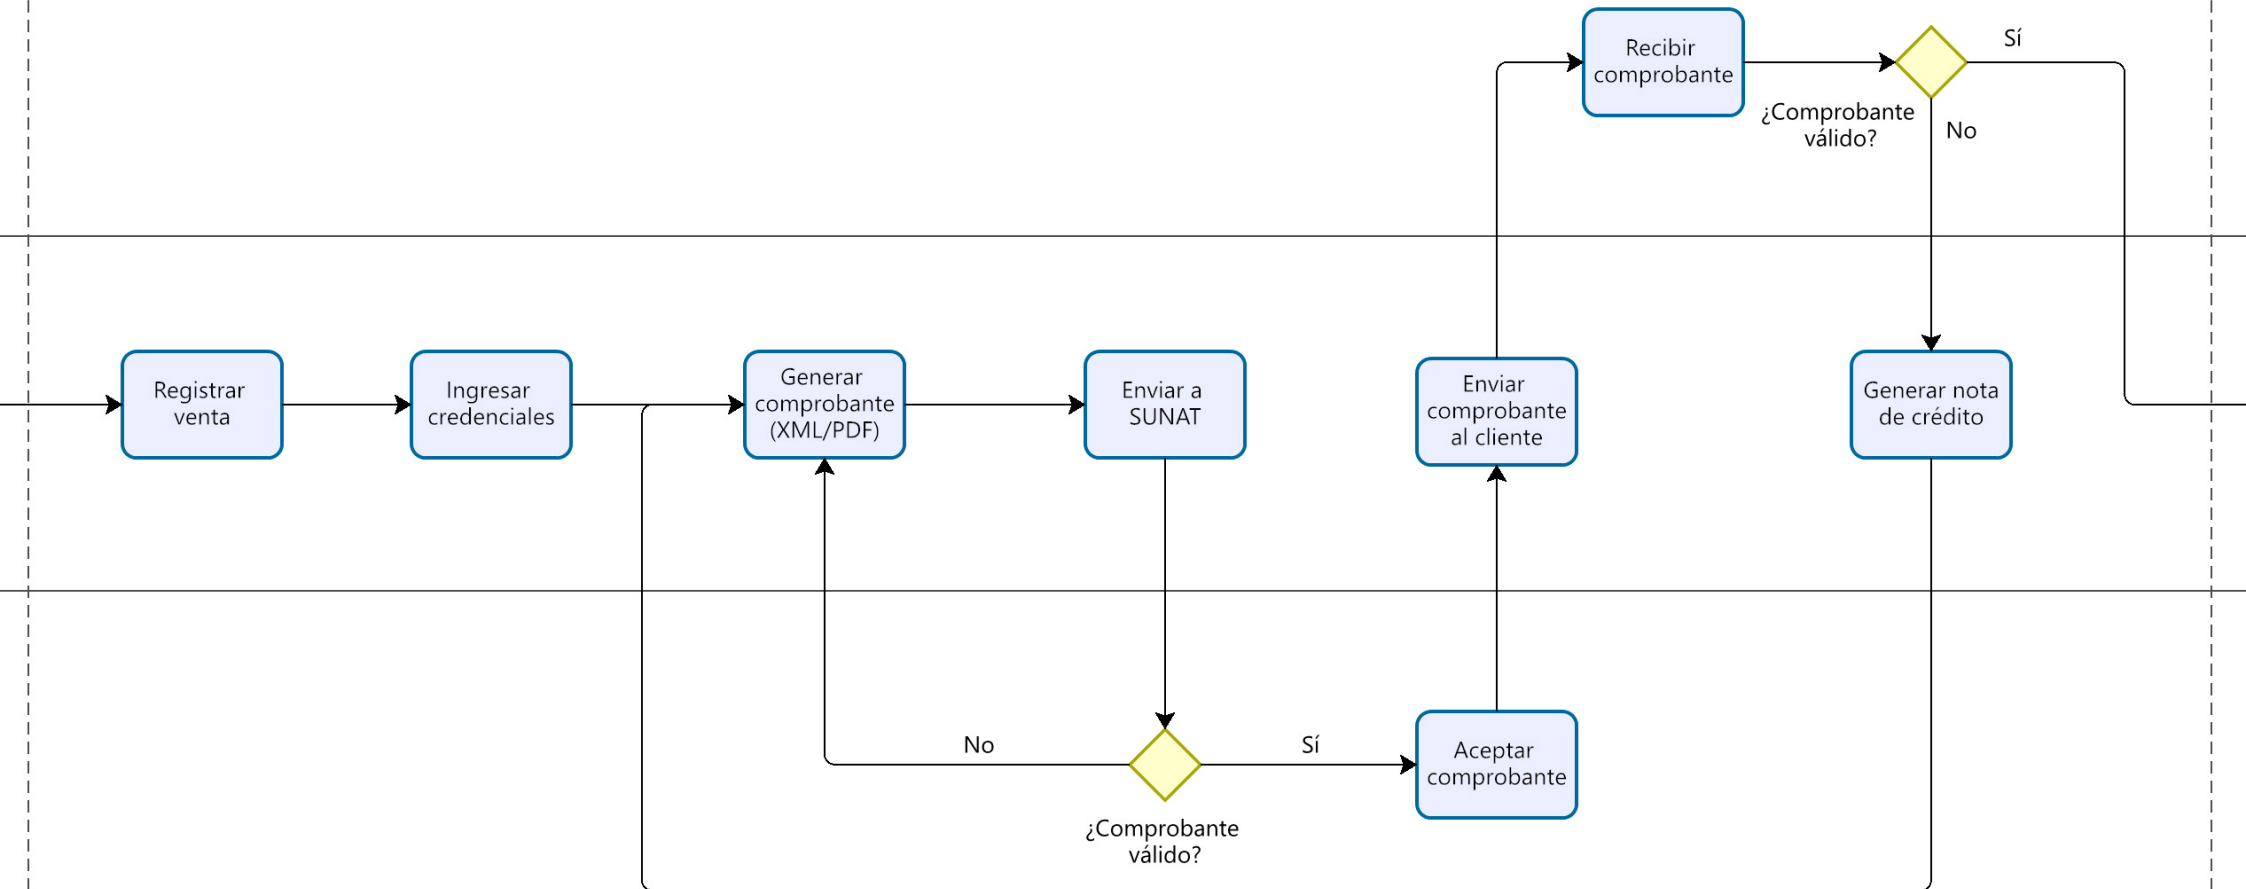 Recibir
comprobante
Sí
¿Comprobante
válido?
No
Registrar
venta
Ingresar
credenciales
Generar
comprobante
(XML/PDF)
Enviar a
SUNAT
Enviar
comprobante
al cliente
Generar nota
de crédito
No
Sí
Aceptar
comprobante
¿Comprobante
válido?